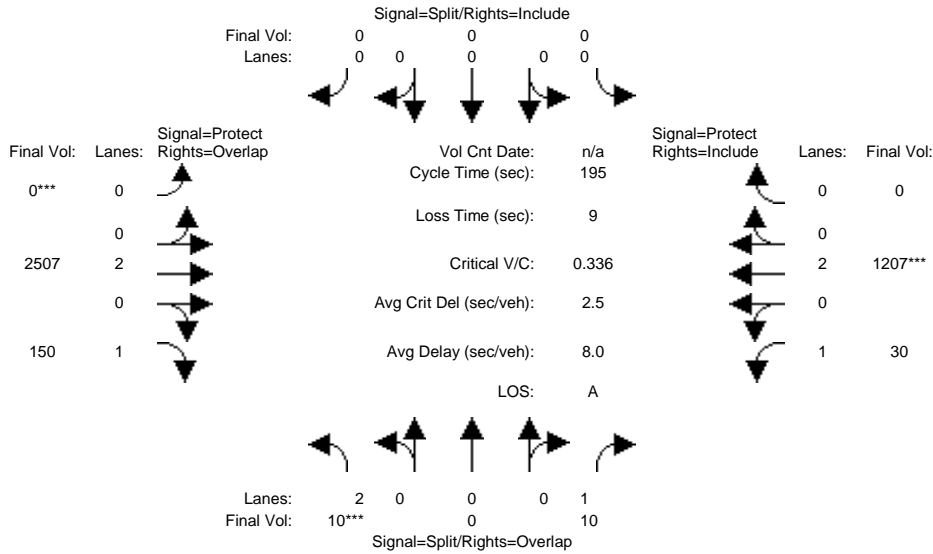 Signal=Split/Rights=Include
Final Vol: 0 0 0
Lanes: 0 0 0 0 0
Signal=Protect Signal=Protect
Final Vol: Lanes: Rights=Overlap Vol Cnt Date: n/a Rights=Include Lanes: Final Vol:
Cycle Time (sec): 195
0*** 0 0 0
Loss Time (sec): 9
0 0
2507 2 Critical V/C: 0.336 2 1207***
0 Avg Crit Del (sec/veh): 2.5 0
150 1 Avg Delay (sec/veh): 8.0 1 30
LOS: A
Lanes: 2 0 0 0 1
Final Vol: 10*** 0 10
Signal=Split/Rights=Overlap